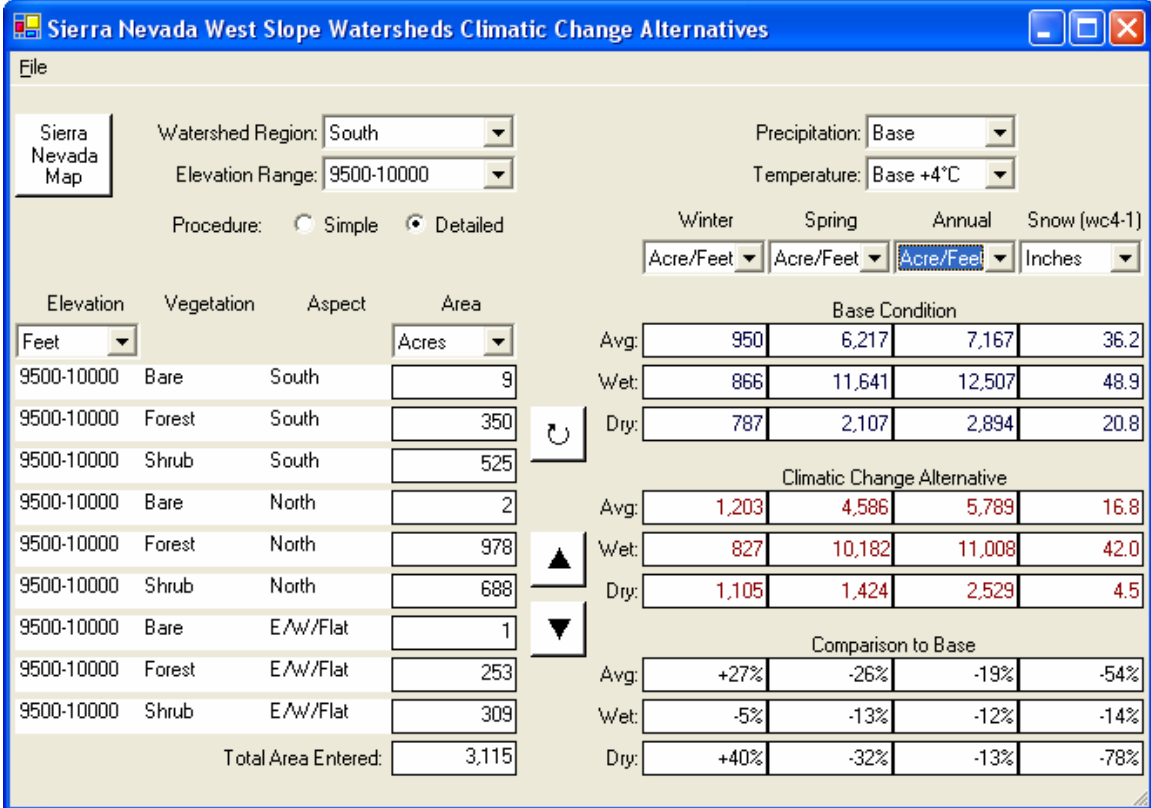 Sierra Nevada West Slope Watersheds Climatic Change Alternatives
File
Sierra Nevada Map
Watershed Region: South
Elevation Range: 9500-10000
Procedure: Simple Detailed
Precipitation: Base
Temperature: Base +4°C
Winter Spring Annual Snow (wc4-1)
Acre/Feet Acre/Feet Acre/Feel Inches
Elevation Vegetation Aspect Area
Feet Acres
9500-10000 Bare South 9
9500-10000 Forest South 350
9500-10000 Shrub South 525
9500-10000 Bare North 2
9500-10000 Forest North 978
9500-10000 Shrub North 688
9500-10000 Bare E/W/Flat 1
9500-10000 Forest E/W/Flat 253
9500-10000 Shrub E/W/Flat 309
Total Area Entered: 3,115
Base Condition
Avg: 950 6,217 7,167 36.2
Wet: 866 11,641 12,507 48.9
Dry: 787 2,107 2,894 20.8
Climatic Change Alternative
Avg: 1,203 4,586 5,789 16.8
Wet: 827 10,182 11,008 42.0
Dry: 1,105 1,424 2,529 4.5
Comparison to Base
Avg: +27% -26% -19% -54%
Wet: -5% -13% -12% -14%
Dry: +40% -32% -13% -78%